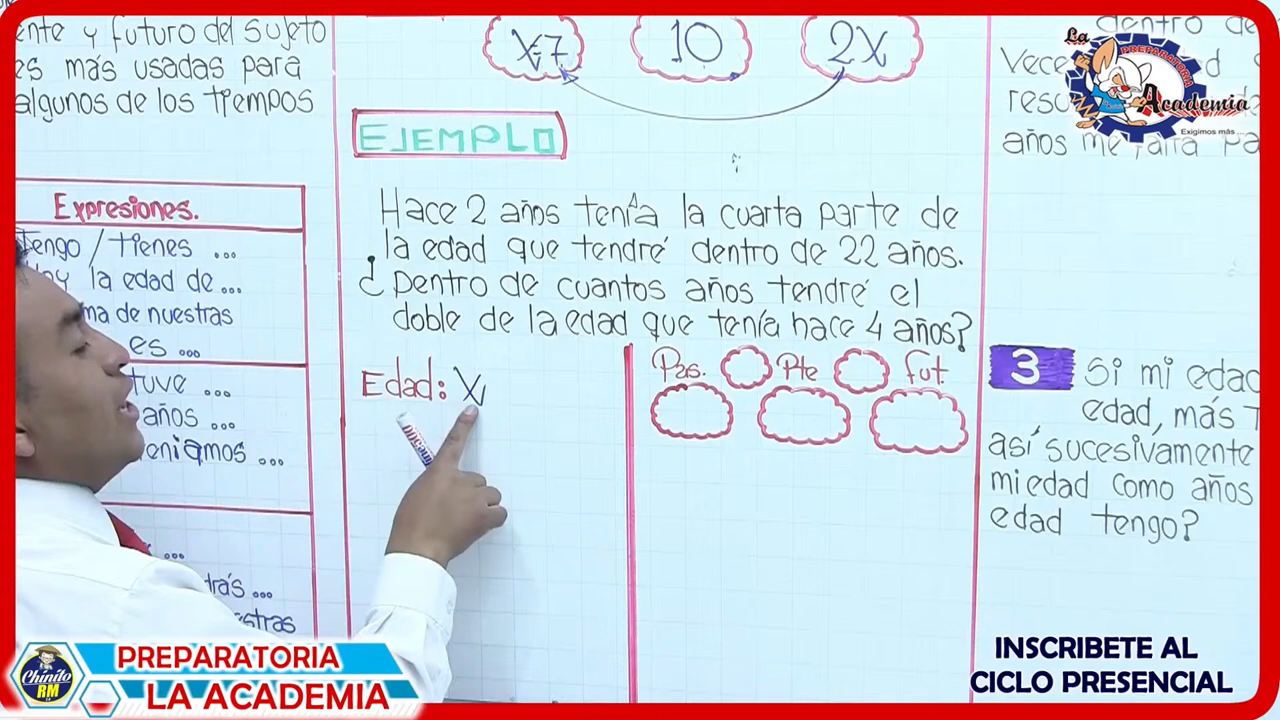 ente y futuro del sujeto
es más usadas para
algunos de los tiempos
Expresiones.
Tengo / tienes ...
Hoy la edad de ...
ma de nuestras
es ...
tuve ...
años ...
teníamos ...
...
trás ...
estras
x-7
10
2x
EJEMPLO
Hace 2 años tenía la cuarta parte de
la edad que tendré dentro de 22 años.
¿Dentro de cuantos años tendré el
doble de la edad que tenía hace 4 años?
Edad: X
Pas. Pte Fut.
dentro de
Vece
resu
años me falta pa
3 Si mi edad
edad, más
así sucesivamente
mi edad como años
edad tengo?
La
PREPARATORIA
Academia
Exigimos más...
Chinito
RM
PREPARATORIA
LA ACADEMIA
INSCRIBETE AL
CICLO PRESENCIAL